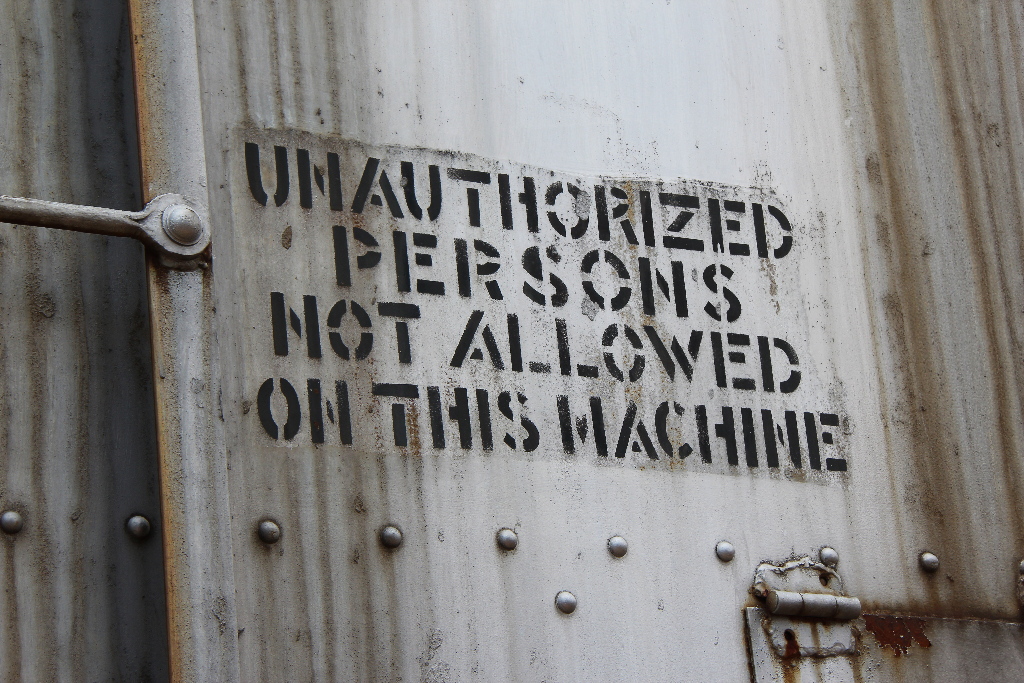 UNAUTHORIZED
PERSONS
NOT ALLOWED
ON THIS MACHINE